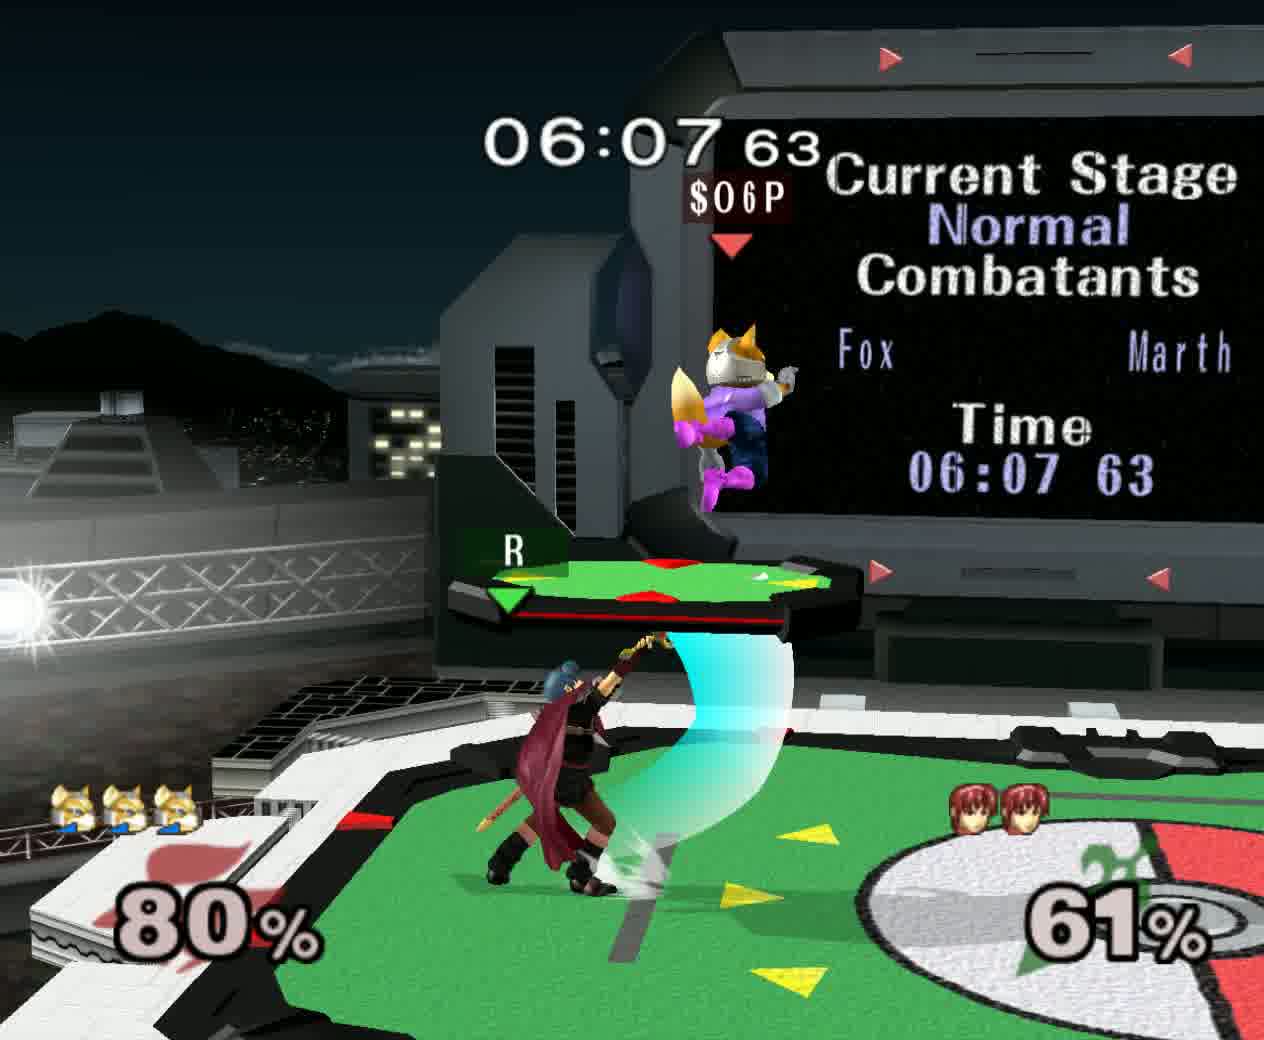 06:07 63
$06P
Current Stage
Normal
Combatants
Fox Marth
Time
06:07 63
R
80%
61%